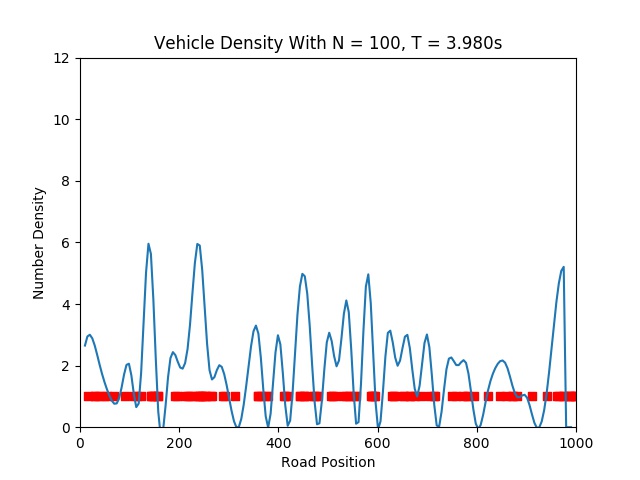 Vehicle Density With N = 100, T = 3.980s
12
10
8
6
4
2
0
Number Density
0 200 400 600 800 1000
Road Position